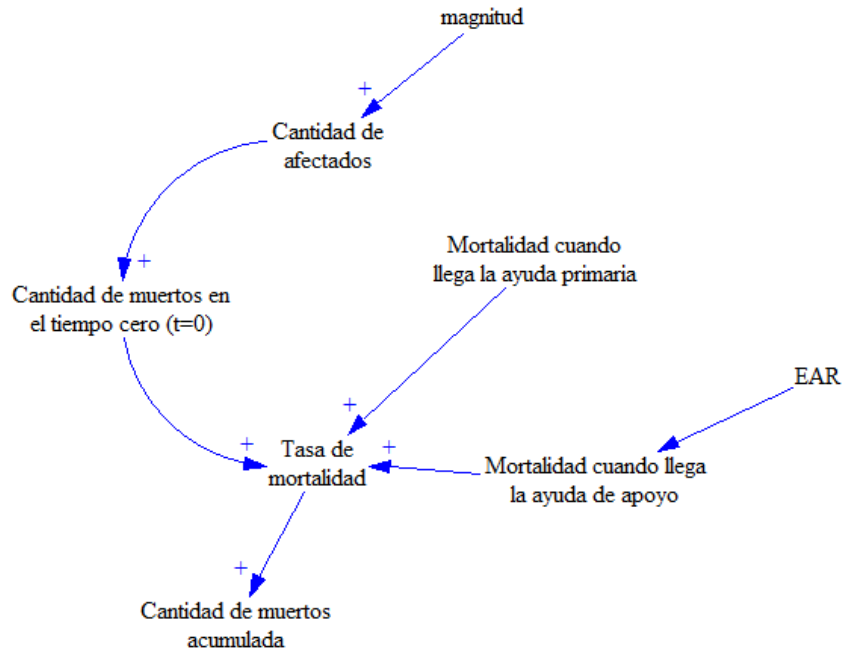 magnitud
+
Cantidad de
afectados
Mortalidad cuando
llega la ayuda primaria
+
Cantidad de muertos en
el tiempo cero (t=0)
EAR
+
+
Tasa de
mortalidad
+
Mortalidad cuando llega
la ayuda de apoyo
+
Cantidad de muertos
acumulada